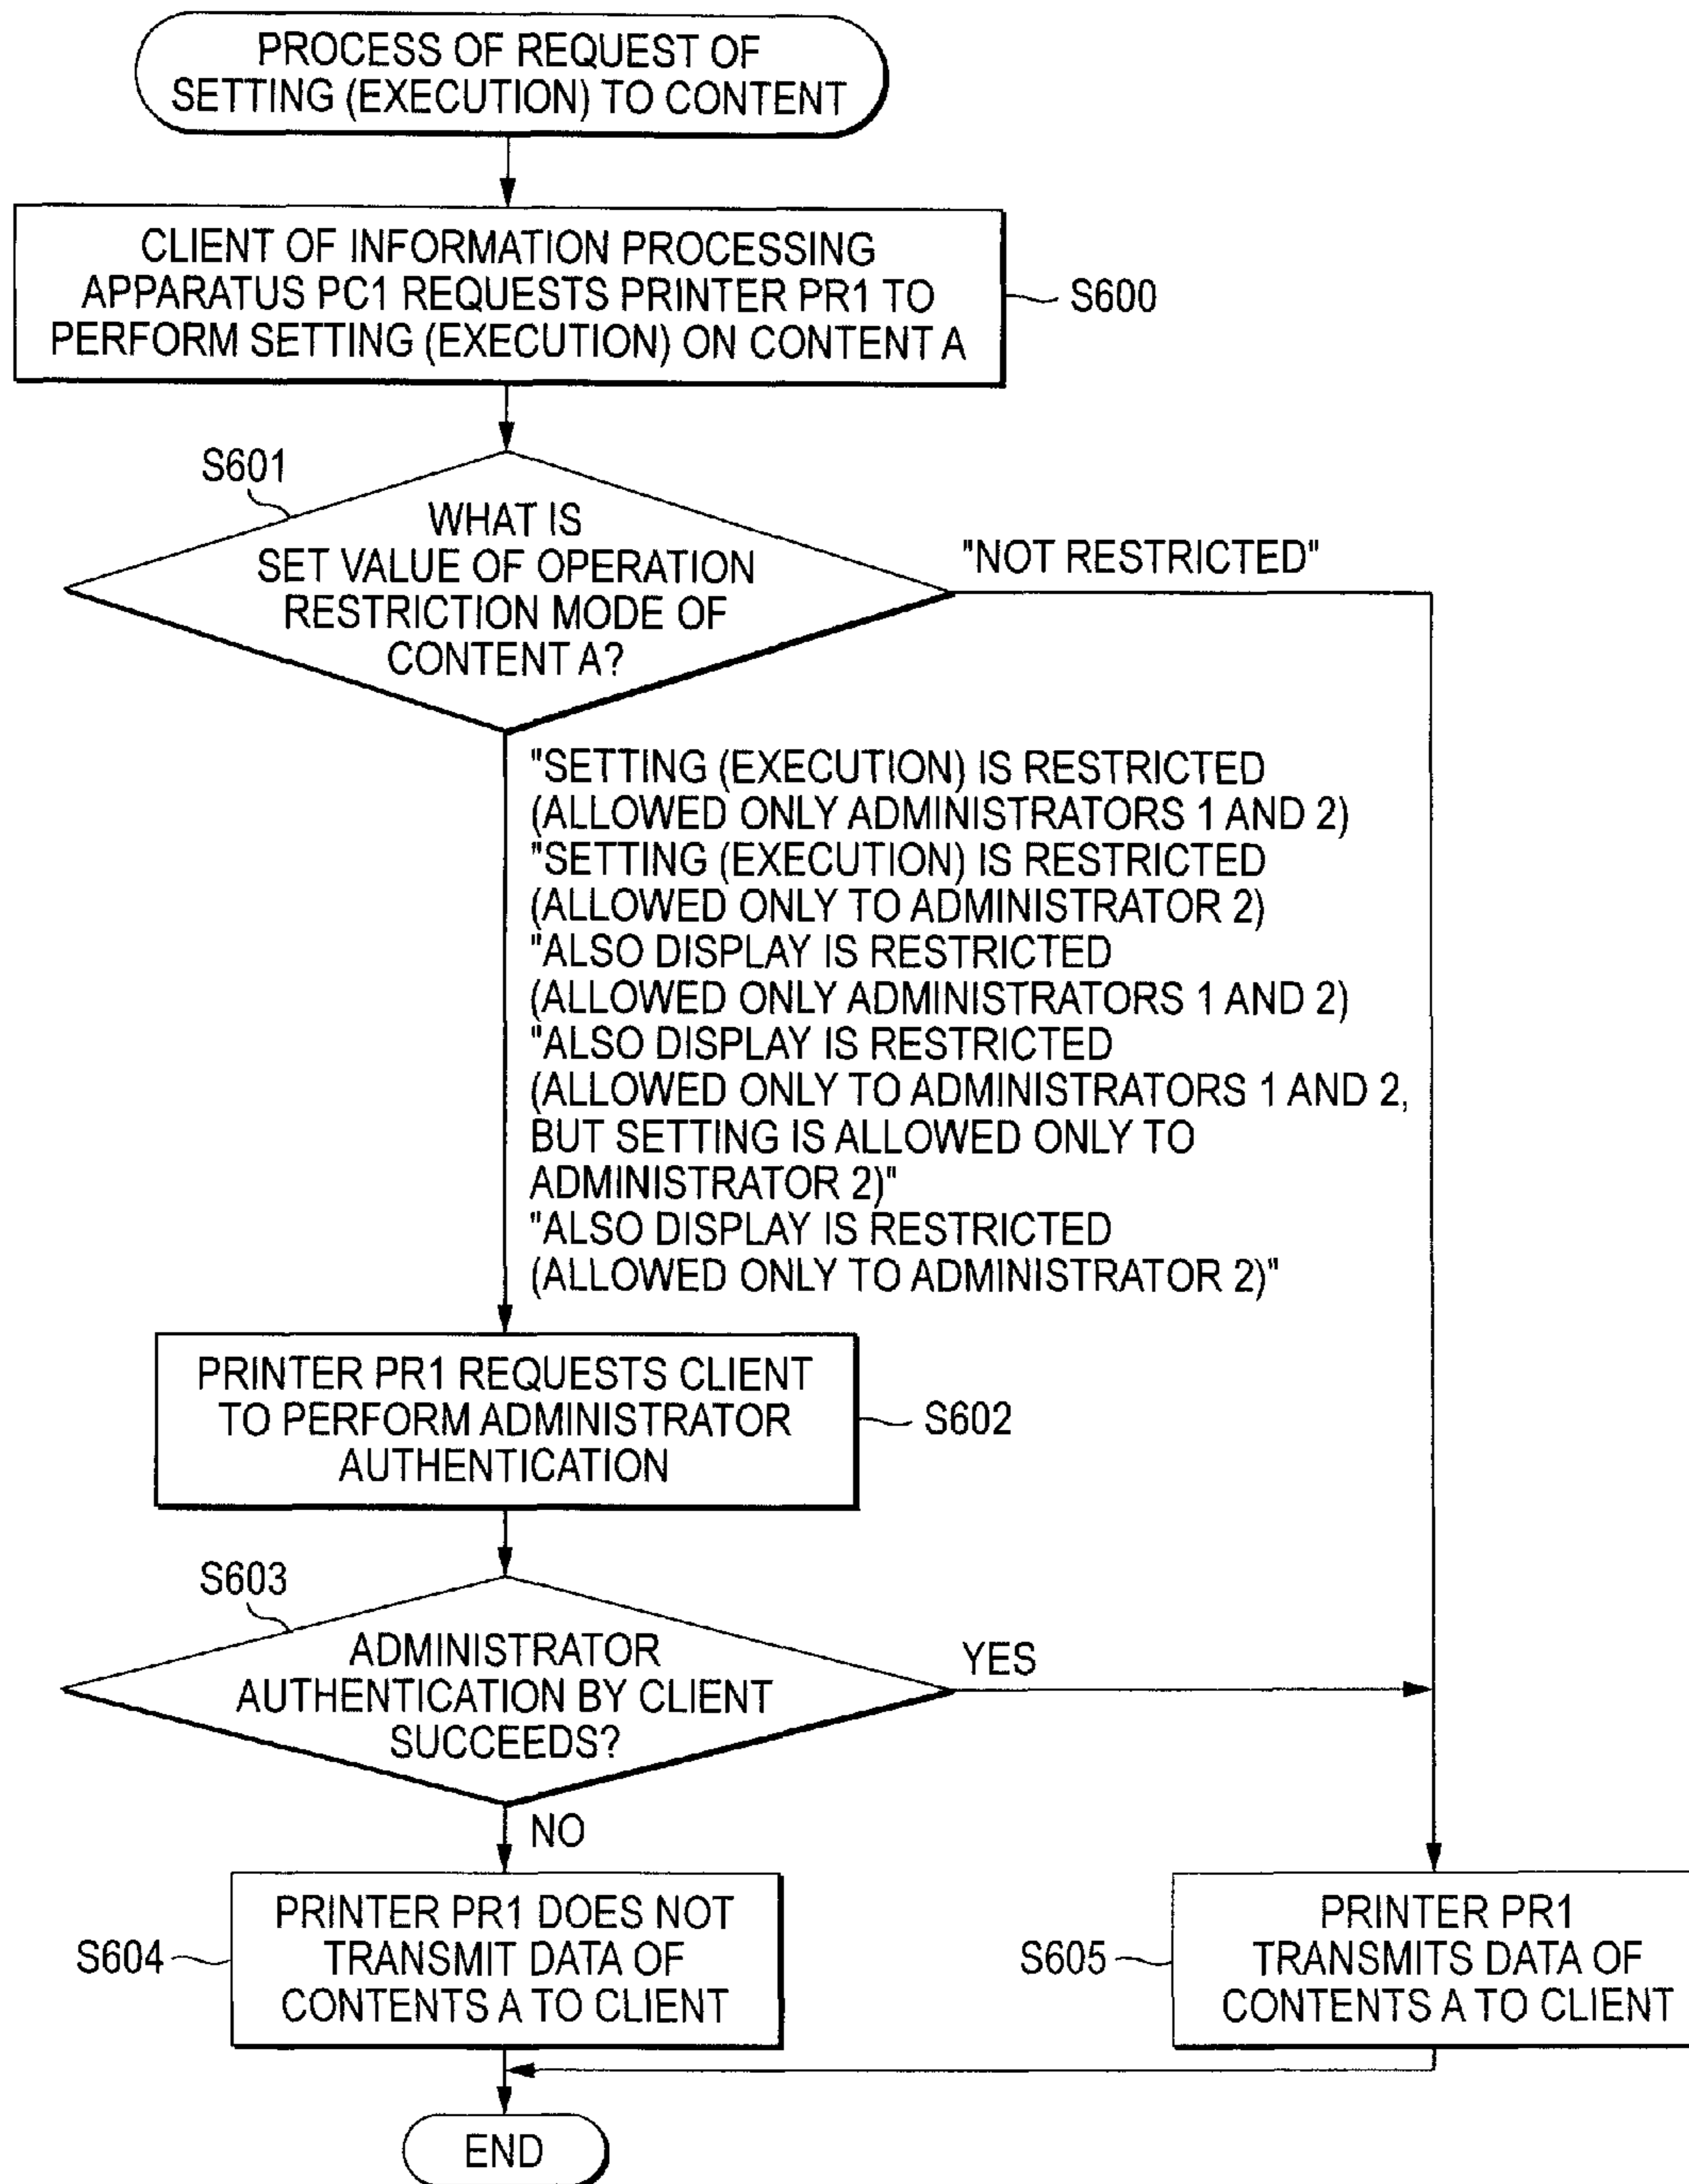 PROCESS OF REQUEST OF
SETTING (EXECUTION) TO CONTENT
CLIENT OF INFORMATION PROCESSING
APPARATUS PC1 REQUESTS PRINTER PR1 TO
PERFORM SETTING (EXECUTION) ON CONTENT A
S600
S601
WHAT IS
SET VALUE OF OPERATION
RESTRICTION MODE OF
CONTENT A?
"NOT RESTRICTED"
"SETTING (EXECUTION) IS RESTRICTED
(ALLOWED ONLY ADMINISTRATORS 1 AND 2)
"SETTING (EXECUTION) IS RESTRICTED
(ALLOWED ONLY TO ADMINISTRATOR 2)
"ALSO DISPLAY IS RESTRICTED
(ALLOWED ONLY ADMINISTRATORS 1 AND 2)
"ALSO DISPLAY IS RESTRICTED
(ALLOWED ONLY TO ADMINISTRATORS 1 AND 2,
BUT SETTING IS ALLOWED ONLY TO
ADMINISTRATOR 2)"
"ALSO DISPLAY IS RESTRICTED
(ALLOWED ONLY TO ADMINISTRATOR 2)"
PRINTER PR1 REQUESTS CLIENT
TO PERFORM ADMINISTRATOR
AUTHENTICATION
S602
S603
ADMINISTRATOR
AUTHENTICATION BY CLIENT
SUCCEEDS?
YES
NO
S604
PRINTER PR1 DOES NOT
TRANSMIT DATA OF
CONTENTS A TO CLIENT
S605
PRINTER PR1
TRANSMITS DATA OF
CONTENTS A TO CLIENT
END